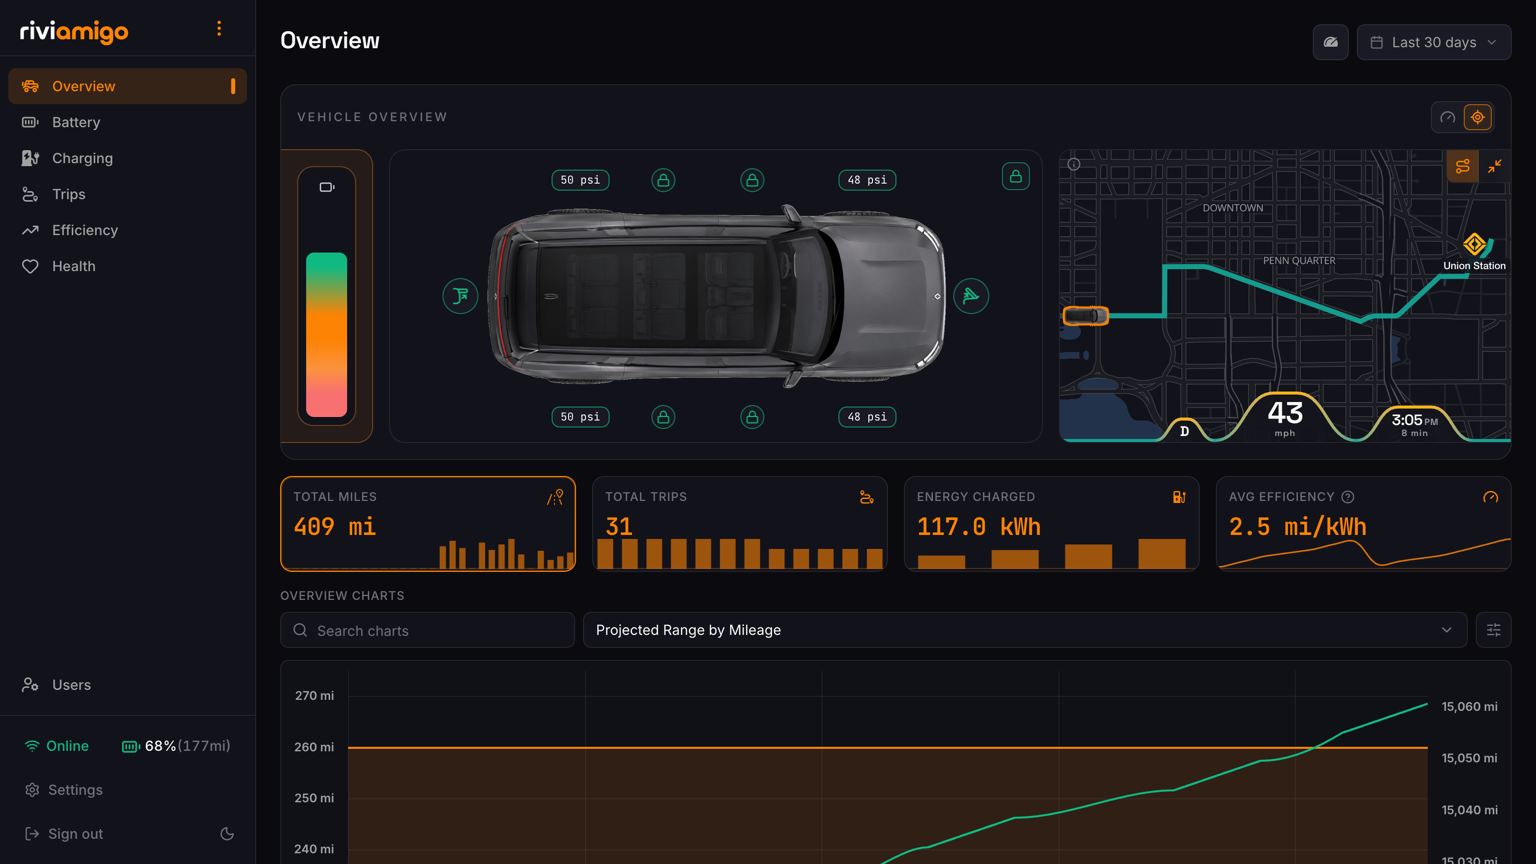 riviamigo
Overview
Battery
Charging
Trips
Efficiency
Health
Users
Online
68%(177mi)
Settings
Sign out
Overview
Last 30 days
VEHICLE OVERVIEW
50 psi
48 psi
50 psi
48 psi
DOWNTOWN
PENN QUARTER
Union Station
D
43
mph
3:05 PM
8 min
TOTAL MILES
409 mi
TOTAL TRIPS
31
ENERGY CHARGED
117.0 kWh
AVG EFFICIENCY
2.5 mi/kWh
OVERVIEW CHARTS
Search charts
Projected Range by Mileage
270 mi
260 mi
250 mi
240 mi
15,060 mi
15,050 mi
15,040 mi
15,030 mi